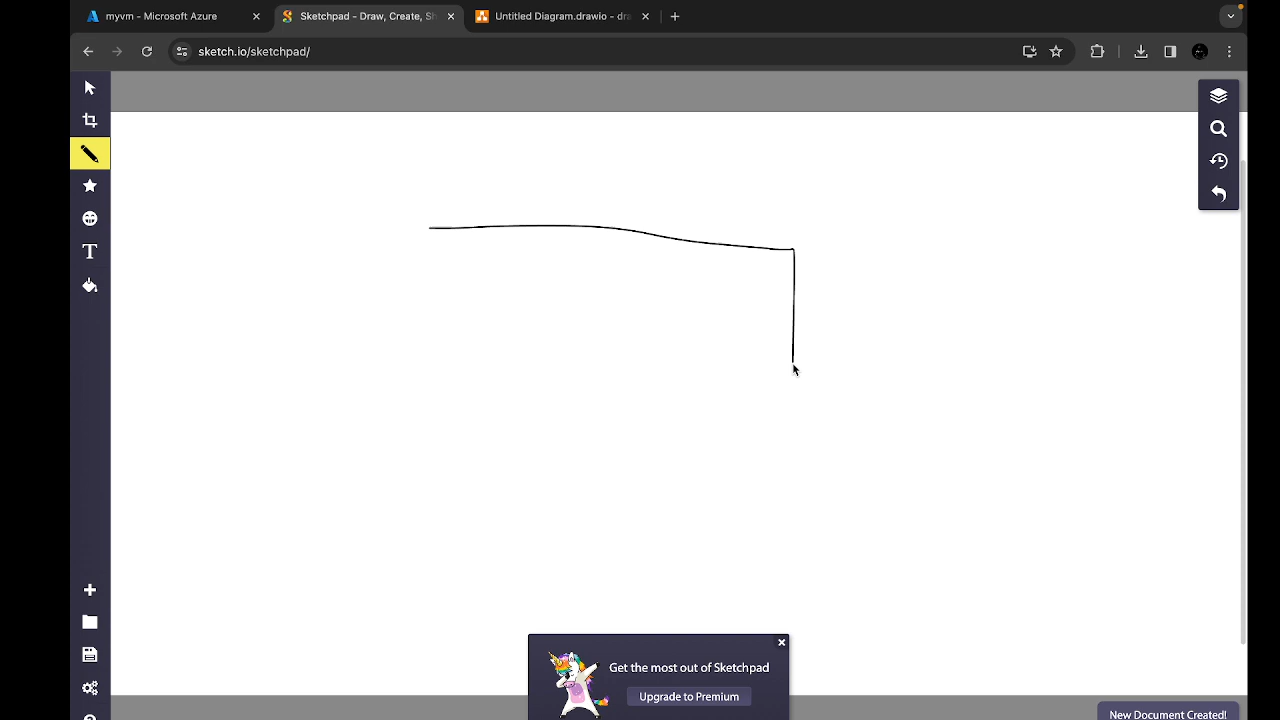 myvm - Microsoft Azure
Sketchpad - Draw, Create, Sh
Untitled Diagram.drawio - dra
sketch.io/sketchpad/
T
Get the most out of Sketchpad
Upgrade to Premium
New Document Created!